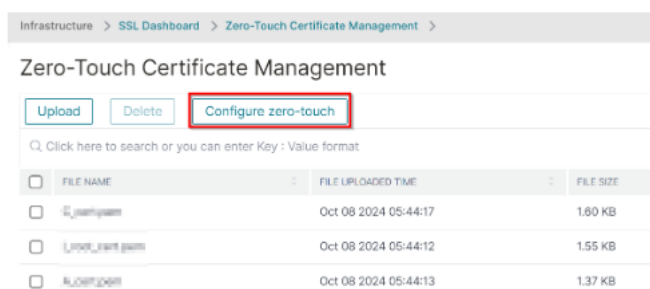 Infrastructure > SSL Dashboard > Zero-Touch Certificate Management >
Zero-Touch Certificate Management
Upload Delete Configure zero-touch
Click here to search or you can enter Key : Value format
FILE NAME FILE UPLOADED TIME FILE SIZE
Oct 08 2024 05:44:17 1.60 KB
Oct 08 2024 05:44:12 1.55 KB
Oct 08 2024 05:44:13 1.37 KB